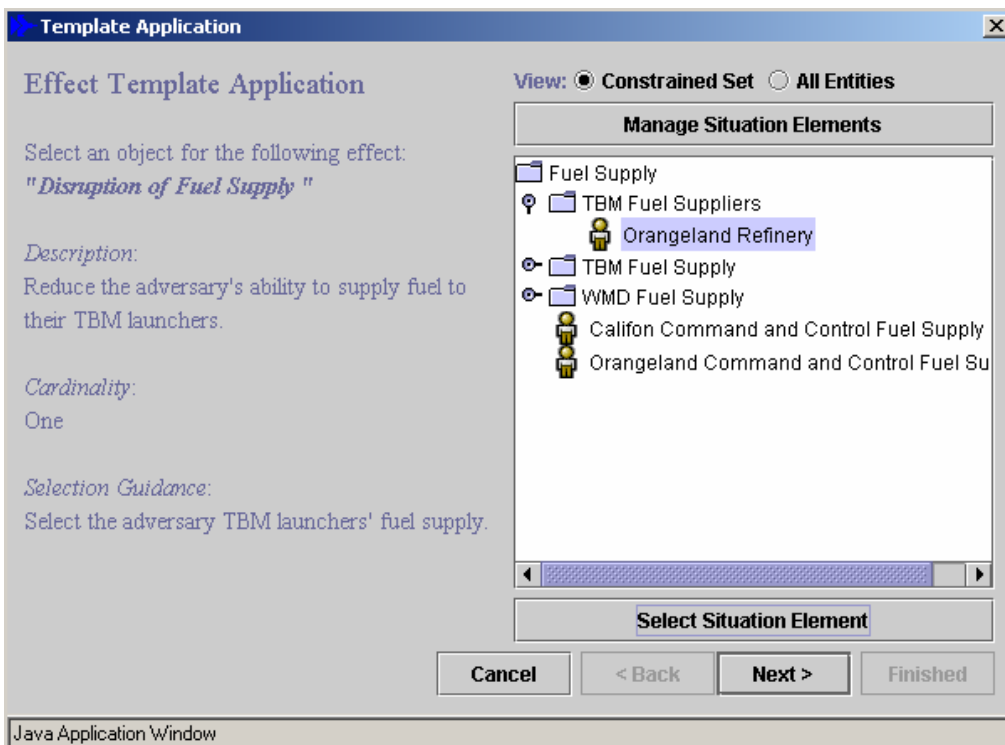 Template Application
Effect Template Application
Select an object for the following effect:
"Disruption of Fuel Supply "
Description:
Reduce the adversary's ability to supply fuel to
their TBM launchers.
Cardinality:
One
Selection Guidance:
Select the adversary TBM launchers' fuel supply.
View: Constrained Set All Entities
Manage Situation Elements
Fuel Supply
TBM Fuel Suppliers
Orangeland Refinery
TBM Fuel Supply
WMD Fuel Supply
Califon Command and Control Fuel Supply
Orangeland Command and Control Fuel Su
Select Situation Element
Cancel < Back Next > Finished
Java Application Window